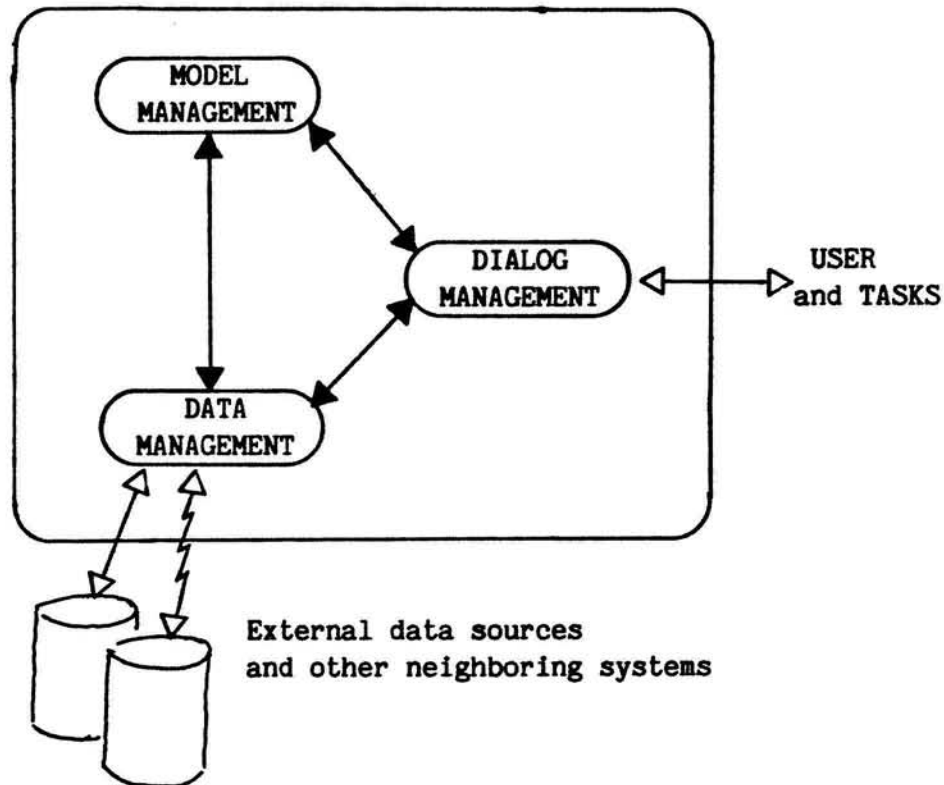 MODEL
MANAGEMENT
DIALOG
MANAGEMENT
USER
and TASKS
DATA
MANAGEMENT
External data sources
and other neighboring systems